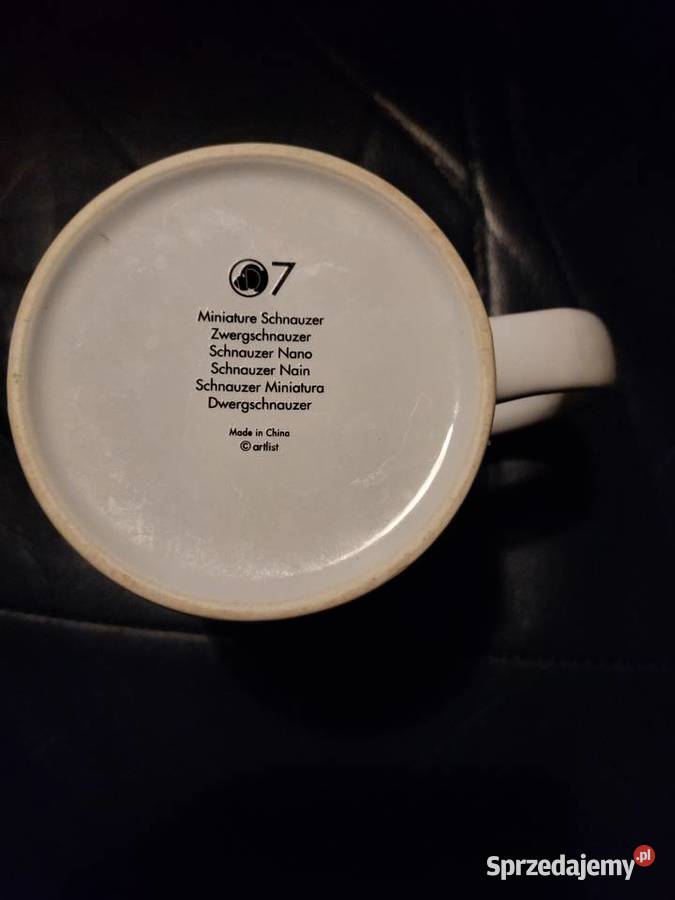 7
Miniature Schnauzer
Zwergschnauzer
Schnauzer Nano
Schnauzer Nain
Schnauzer Miniatura
Dwergschnauzer
Made in China
© artlist
Sprzedajemy.pl